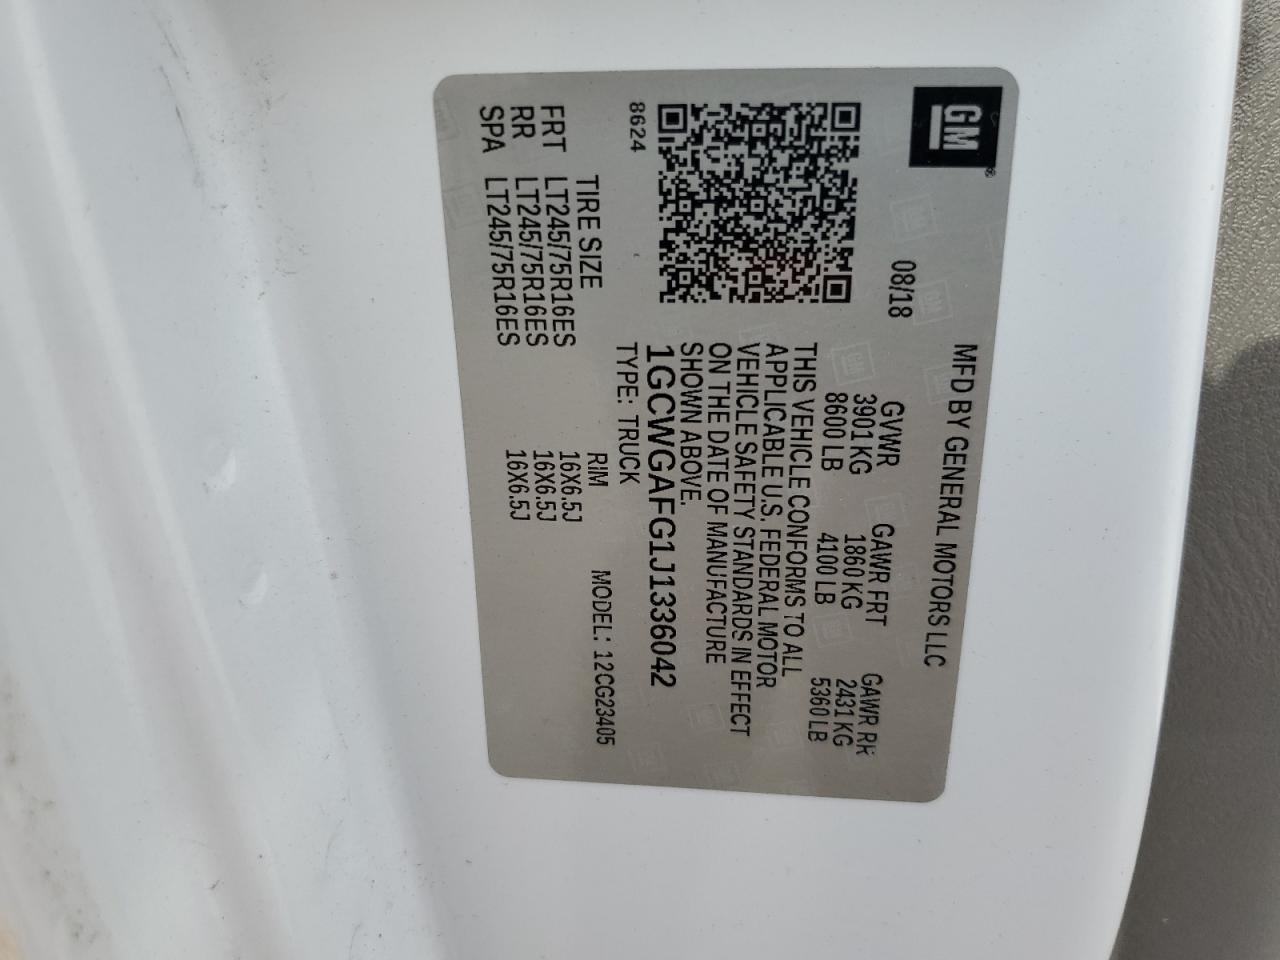 GM
MFD BY GENERAL MOTORS LLC
08/18
GVWR GAWR FRT GAWR RR
3901 KG 1860 KG 2431 KG
8600 LB 4100 LB 5360 LB
THIS VEHICLE CONFORMS TO ALL
APPLICABLE U.S. FEDERAL MOTOR
VEHICLE SAFETY STANDARDS IN EFFECT
ON THE DATE OF MANUFACTURE
SHOWN ABOVE.
1GCWGAFG1J1336042
8624
TYPE: TRUCK
MODEL: 12CG23405
TIRE SIZE RIM
FRT LT245/75R16ES 16X6.5J
RR LT245/75R16ES 16X6.5J
SPA LT245/75R16ES 16X6.5J